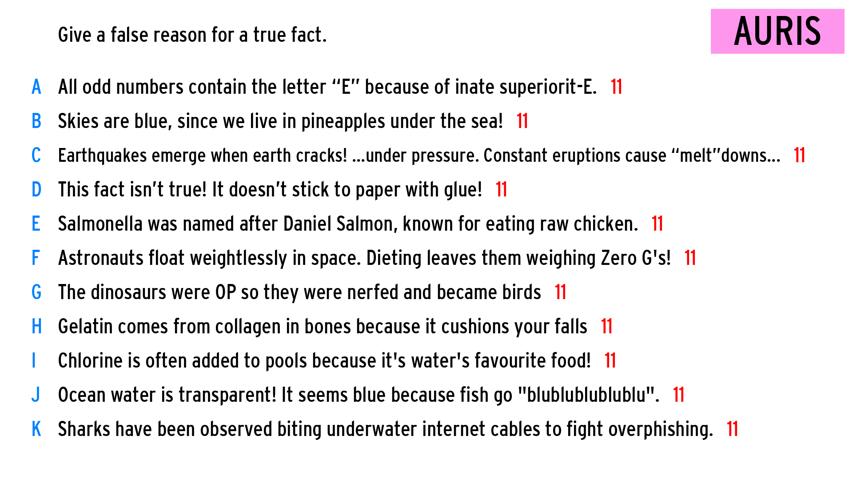 Give a false reason for a true fact.
AURIS
A All odd numbers contain the letter “E” because of inate superiorit-E. 11
B Skies are blue, since we live in pineapples under the sea! 11
C Earthquakes emerge when earth cracks! ...under pressure. Constant eruptions cause “melt”downs... 11
D This fact isn’t true! It doesn’t stick to paper with glue! 11
E Salmonella was named after Daniel Salmon, known for eating raw chicken. 11
F Astronauts float weightlessly in space. Dieting leaves them weighing Zero G's! 11
G The dinosaurs were OP so they were nerfed and became birds 11
H Gelatin comes from collagen in bones because it cushions your falls 11
I Chlorine is often added to pools because it's water's favourite food! 11
J Ocean water is transparent! It seems blue because fish go "blublublublublu". 11
K Sharks have been observed biting underwater internet cables to fight overphishing. 11